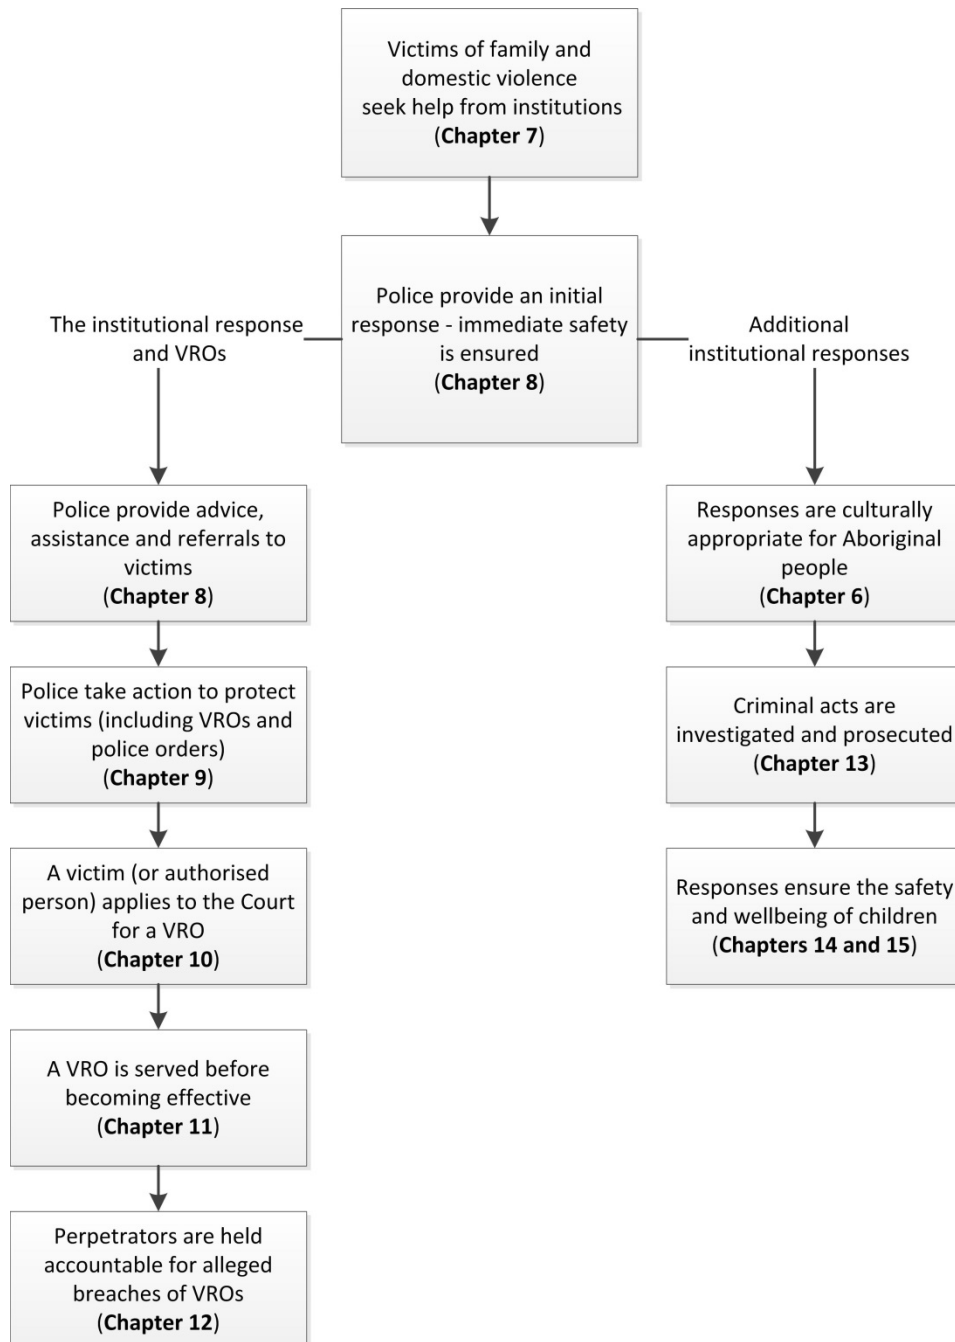 Victims of family and
domestic violence
seek help from institutions
(Chapter 7)
Police provide an initial
response - immediate safety
is ensured
(Chapter 8)
The institutional response
and VROs
Additional
institutional responses
Police provide advice,
assistance and referrals to
victims
(Chapter 8)
Police take action to protect
victims (including VROs and
police orders)
(Chapter 9)
A victim (or authorised
person) applies to the Court
for a VRO
(Chapter 10)
A VRO is served before
becoming effective
(Chapter 11)
Perpetrators are held
accountable for alleged
breaches of VROs
(Chapter 12)
Responses are culturally
appropriate for Aboriginal
people
(Chapter 6)
Criminal acts are
investigated and prosecuted
(Chapter 13)
Responses ensure the safety
and wellbeing of children
(Chapters 14 and 15)